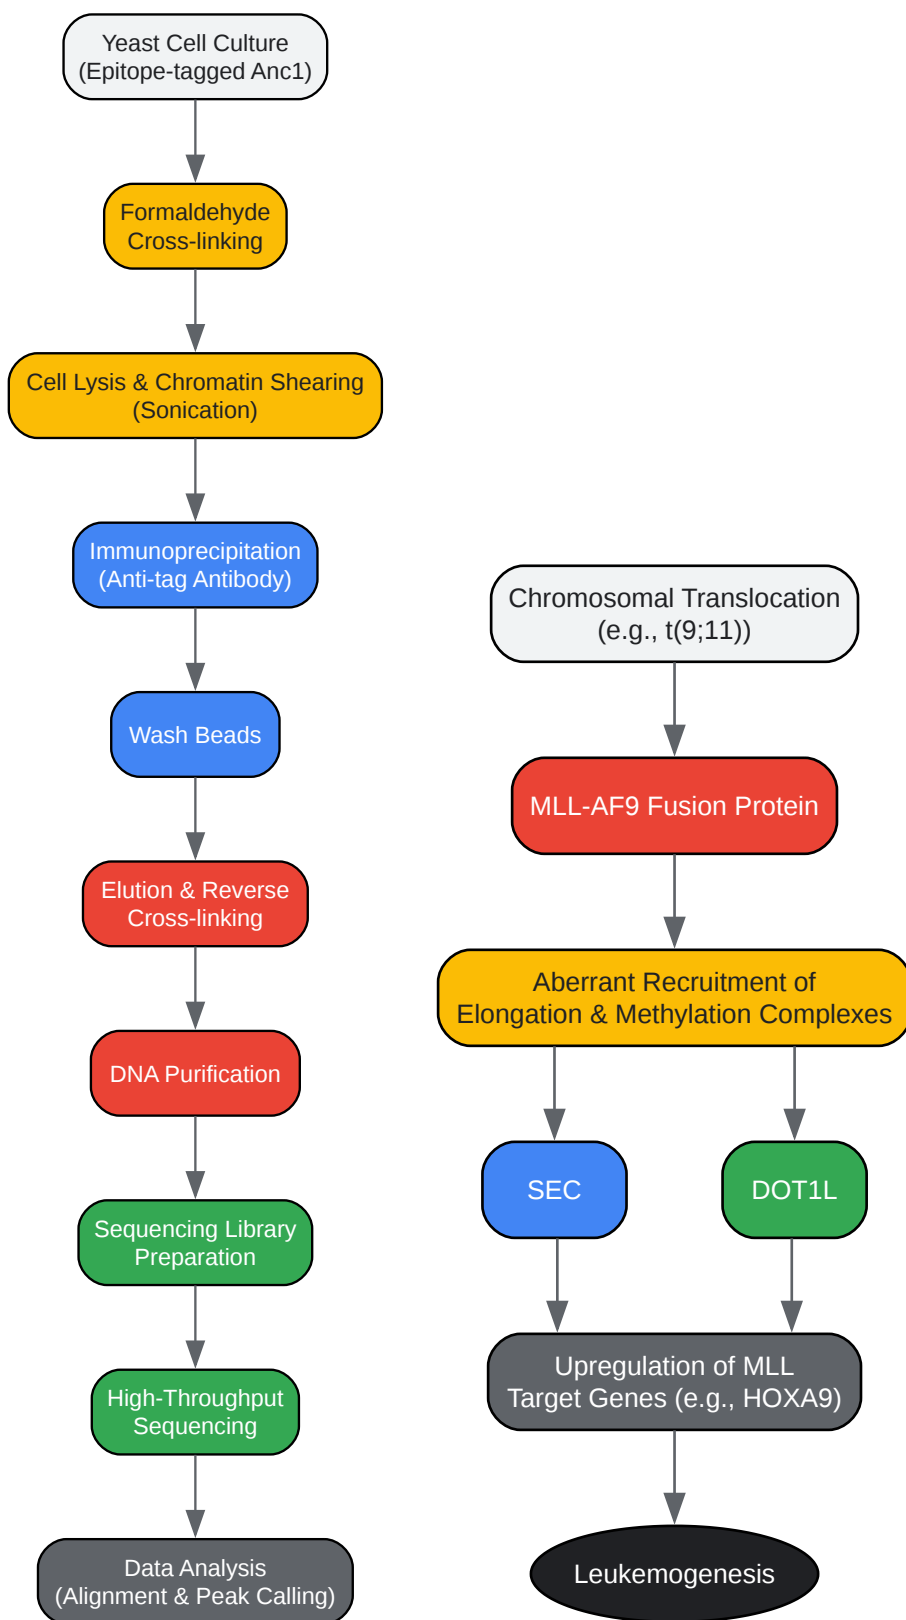 Yeast Cell Culture
(Epitope-tagged Anc1)
Formaldehyde
Cross-linking
Cell Lysis & Chromatin Shearing
(Sonication)
Immunoprecipitation
(Anti-tag Antibody)
Wash Beads
Elution & Reverse
Cross-linking
DNA Purification
Sequencing Library
Preparation
High-Throughput
Sequencing
Data Analysis
(Alignment & Peak Calling)
Chromosomal Translocation
(e.g., t(9;11))
MLL-AF9 Fusion Protein
Aberrant Recruitment of
Elongation & Methylation Complexes
SEC
DOT1L
Upregulation of MLL
Target Genes (e.g., HOXA9)
Leukemogenesis